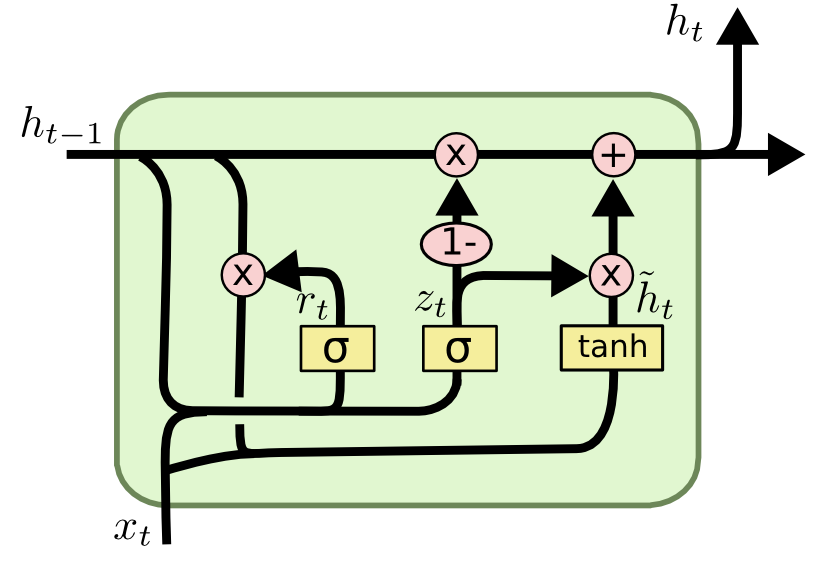 h_t
h_{t-1}
x +
1-
x x
r_t z_t h̃_t
σ σ tanh
x_t